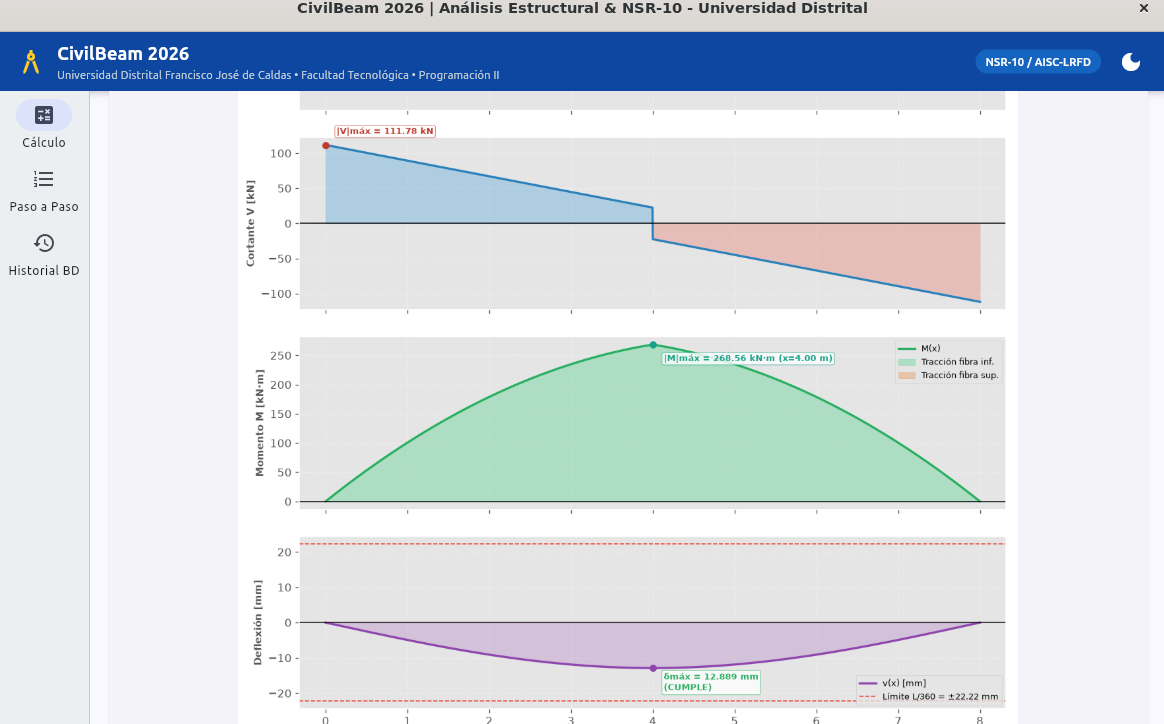 CivilBeam 2026 | Análisis Estructural & NSR-10 - Universidad Distrital
×
CivilBeam 2026
Universidad Distrital Francisco José de Caldas • Facultad Tecnológica • Programación II
NSR-10 / AISC-LRFD
Cálculo
Paso a Paso
Historial BD
|V|máx = 111.78 kN
100
50
0
−50
−100
Cortante V [kN]
|M|máx = 268.56 kN·m (x=4.00 m)
M(x)
Tracción fibra inf.
Tracción fibra sup.
250
200
150
100
50
0
Momento M [kN·m]
20
10
0
−10
−20
Deflexión [mm]
δmáx = 12.889 mm
(CUMPLE)
v(x) [mm]
Límite L/360 = ±22.22 mm
0 1 2 3 4 5 6 7 8